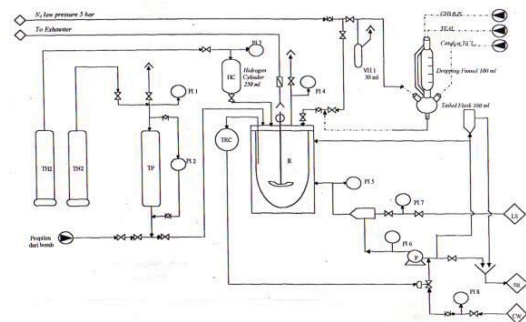 N₂ low pressure 5 bar
To Exhauster
PI 3
HC
Hydrogen
Cylinder
250 ml
PI 1
PI 4
VH 1
30 ml
Dropping Funnel 100 ml
Tailed Flask 100 ml
TRC
R
TH2
TN2
TP
PI 2
PI 5
PI 7
LS
PI 6
P
Propilen
dari bomb
SR
PI 8
CW